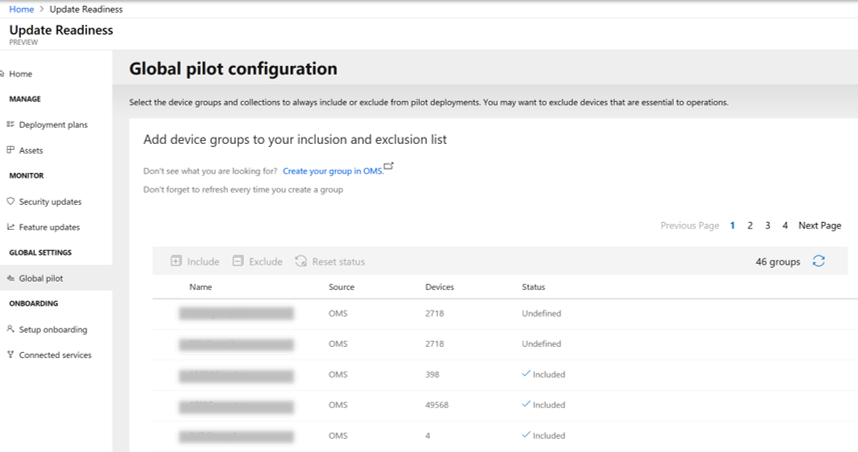 Home > Update Readiness
Update Readiness
PREVIEW
Home
MANAGE
Deployment plans
Assets
MONITOR
Security updates
Feature updates
GLOBAL SETTINGS
Global pilot
ONBOARDING
Setup onboarding
Connected services
Global pilot configuration
Select the device groups and collections to always include or exclude from pilot deployments. You may want to exclude devices that are essential to operations.
Add device groups to your inclusion and exclusion list
Don't see what you are looking for? Create your group in OMS.
Don't forget to refresh every time you create a group
Previous Page 1 2 3 4 Next Page
Include Exclude Reset status 46 groups
Name Source Devices Status
OMS 2718 Undefined
OMS 2718 Undefined
OMS 398 Included
OMS 49568 Included
OMS 4 Included